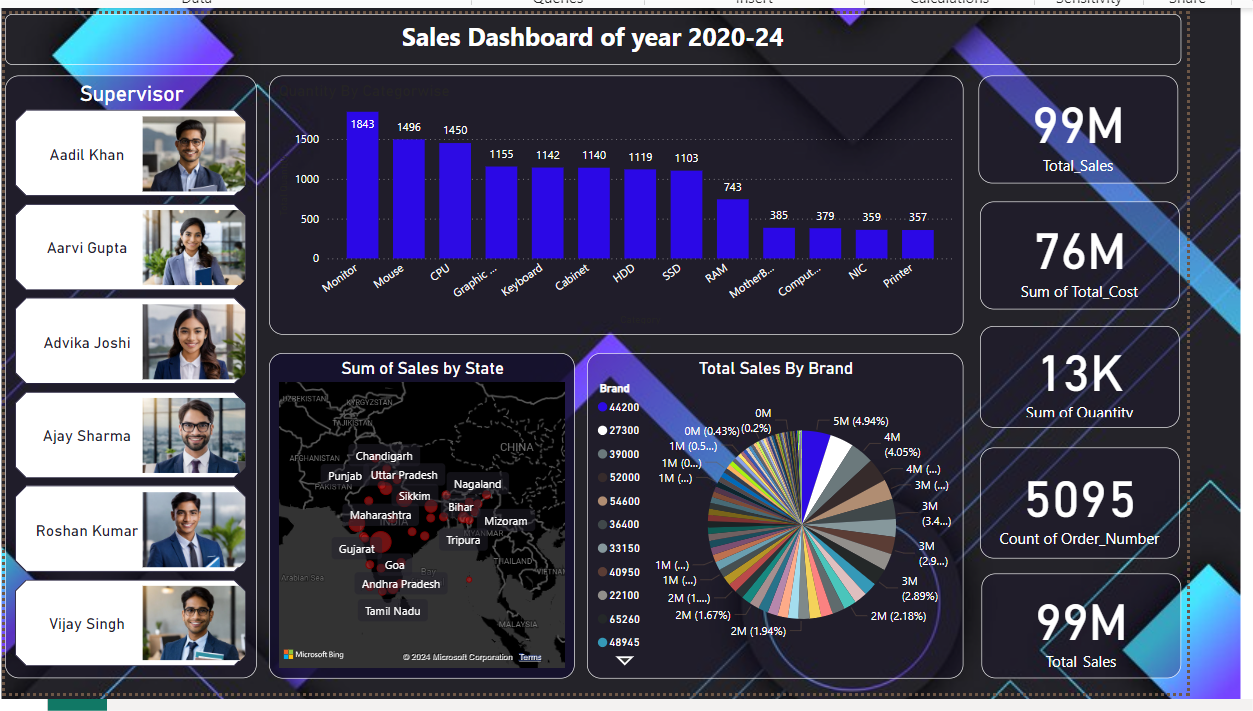 Data Queries Insert Calculations Sensitivity Share
Sales Dashboard of year 2020-24
Supervisor
Aadil Khan
Aarvi Gupta
Advika Joshi
Ajay Sharma
Roshan Kumar
Vijay Singh
Quantity By Categorwise
1500
1000
500
0
1843
1496
1450
1155
1142
1140
1119
1103
743
385
379
359
357
Monitor
Mouse
CPU
Graphic ...
Keyboard
Cabinet
HDD
SSD
RAM
MotherB...
Comput...
NIC
Printer
Sum of Sales by State
UZBEKISTAN
KYRGYZSTAN
TAJIKISTAN
CHINA
AFGHANISTAN
Chandigarh
Punjab
Uttar Pradesh
PAKISTAN
Nagaland
Sikkim
Bihar
Maharashtra
INDIA
Mizoram
Tripura
MYANMAR
Gujarat
Goa
THAILAND
Arabian Sea
Bay
VIETNAM
Andhra Pradesh
Tamil Nadu
MALAYSIA
Microsoft Bing
© 2024 Microsoft Corporation Terms
Total Sales By Brand
Brand
44200
27300
39000
52000
54600
36400
33150
40950
22100
65260
48945
0M
(0.2%)
0M (0.43%)
1M (0.5...)
1M (0...)
1M (...)
5M (4.94%)
4M
(4.05%)
4M (...)
3M (...)
3M
(3.4...)
3M
(2.9...)
3M
(2.89%)
2M (2.18%)
2M (1.94%)
2M (1.67%)
2M (1....)
1M (...)
1M (...)
99M
Total_Sales
76M
Sum of Total_Cost
13K
Sum of Quantity
5095
Count of Order_Number
99M
Total Sales